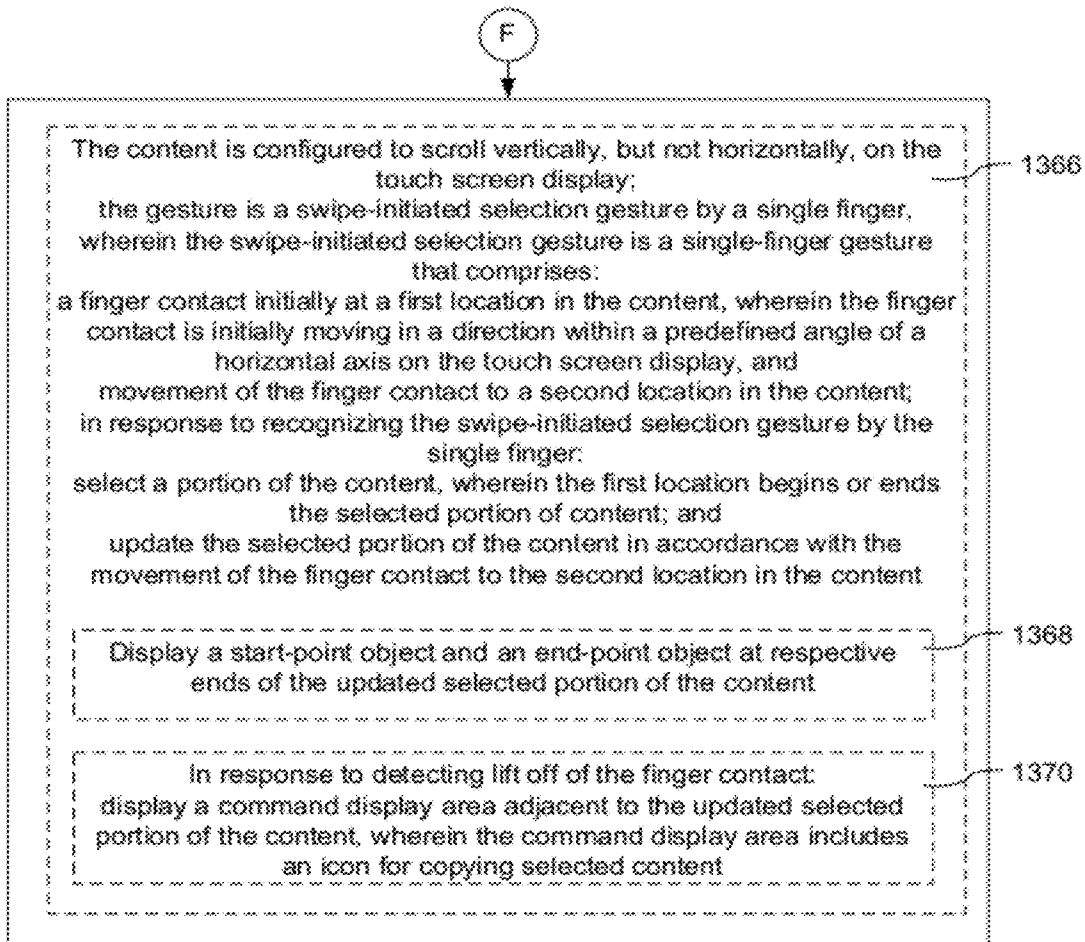 F
The content is configured to scroll vertically, but not horizontally, on the
touch screen display;
the gesture is a swipe-initiated selection gesture by a single finger,
wherein the swipe-initiated selection gesture is a single-finger gesture
that comprises:
a finger contact initially at a first location in the content, wherein the finger
contact is initially moving in a direction within a predefined angle of a
horizontal axis on the touch screen display, and
movement of the finger contact to a second location in the content;
in response to recognizing the swipe-initiated selection gesture by the
single finger:
select a portion of the content, wherein the first location begins or ends
the selected portion of content; and
update the selected portion of the content in accordance with the
movement of the finger contact to the second location in the content
1366
Display a start-point object and an end-point object at respective
ends of the updated selected portion of the content
1368
In response to detecting lift off of the finger contact:
display a command display area adjacent to the updated selected
portion of the content, wherein the command display area includes
an icon for copying selected content
1370